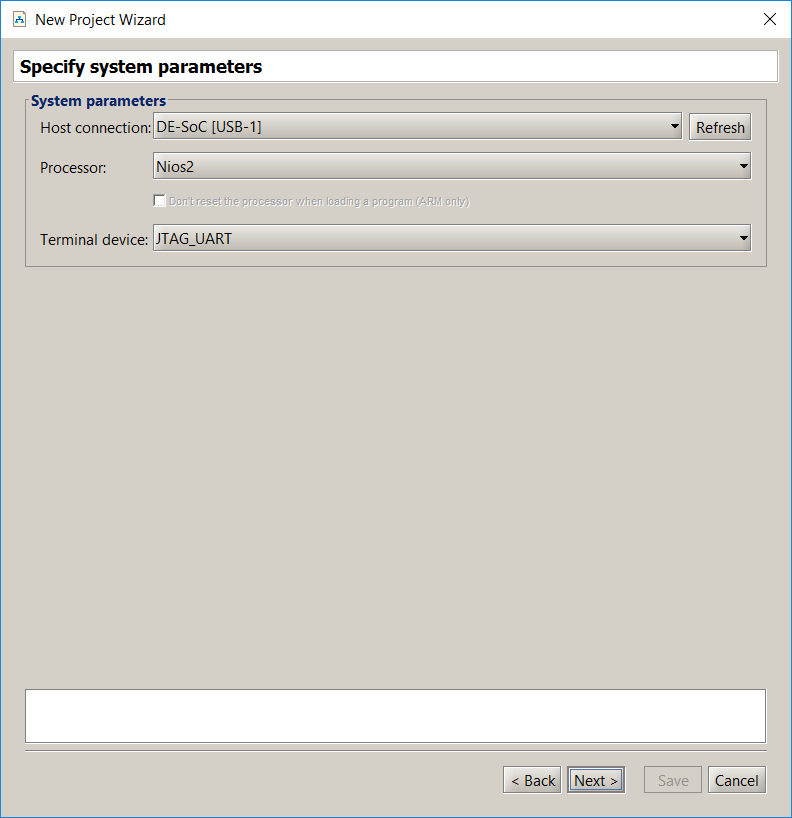 New Project Wizard
Specify system parameters
System parameters
Host connection: DE-SoC [USB-1] Refresh
Processor: Nios2
Don't reset the processor when loading a program (ARM only)
Terminal device: JTAG_UART
< Back Next > Save Cancel